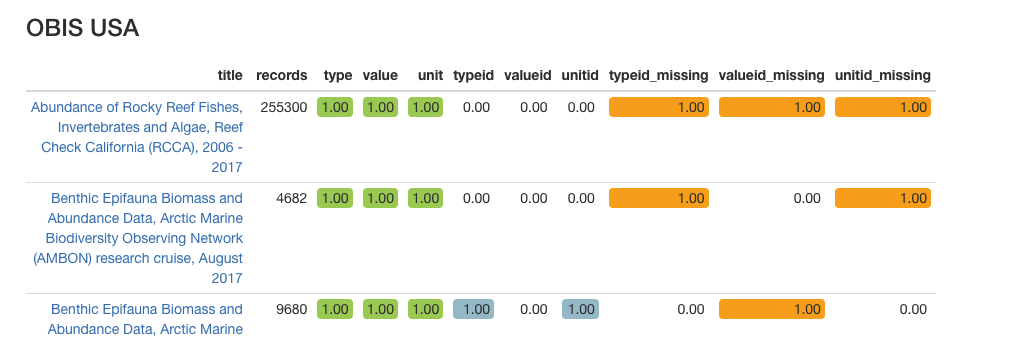 OBIS USA
title records type value unit typeid valueid unitid typeid_missing valueid_missing unitid_missing
Abundance of Rocky Reef Fishes, 255300 1.00 1.00 1.00 0.00 0.00 0.00 1.00 1.00 1.00
Invertebrates and Algae, Reef
Check California (RCCA), 2006 -
2017
Benthic Epifauna Biomass and 4682 1.00 1.00 1.00 0.00 0.00 0.00 1.00 0.00 1.00
Abundance Data, Arctic Marine
Biodiversity Observing Network
(AMBON) research cruise, August
2017
Benthic Epifauna Biomass and 9680 1.00 1.00 1.00 1.00 0.00 1.00 0.00 1.00 0.00
Abundance Data, Arctic Marine